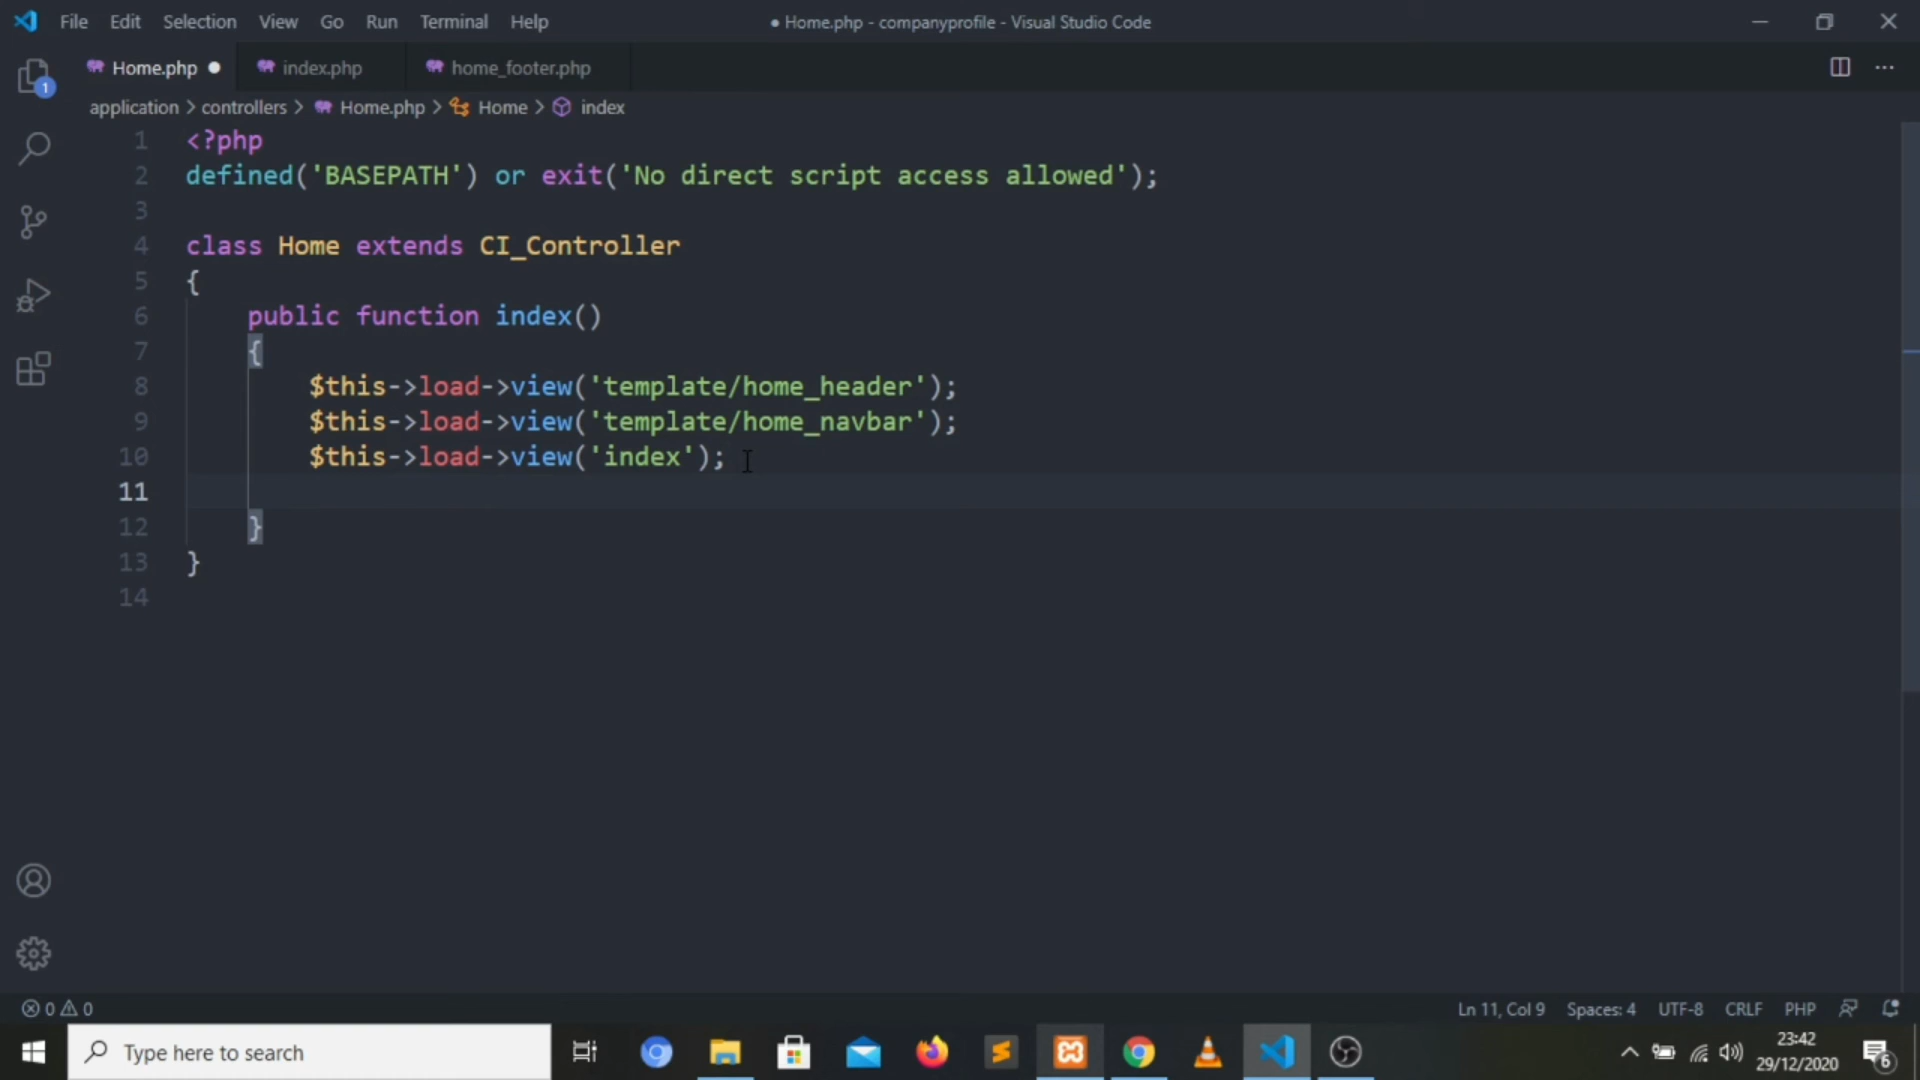 File Edit Selection View Go Run Terminal Help
● Home.php - companyprofile - Visual Studio Code
Home.php ● index.php home_footer.php
application > controllers > Home.php > Home > index
1 <?php
2 defined('BASEPATH') or exit('No direct script access allowed');
3
4 class Home extends CI_Controller
5 {
6 public function index()
7 {
8 $this->load->view('template/home_header');
9 $this->load->view('template/home_navbar');
10 $this->load->view('index');
11
12 }
13 }
14
1
0 0
Ln 11, Col 9 Spaces: 4 UTF-8 CRLF PHP
Type here to search
23:42
29/12/2020
6